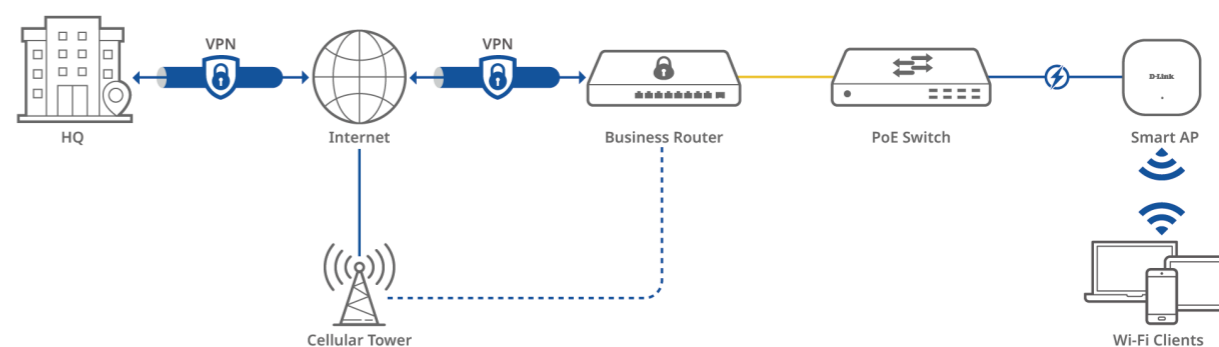 VPN
VPN
D-Link
HQ
Internet
Business Router
PoE Switch
Smart AP
Cellular Tower
Wi-Fi Clients